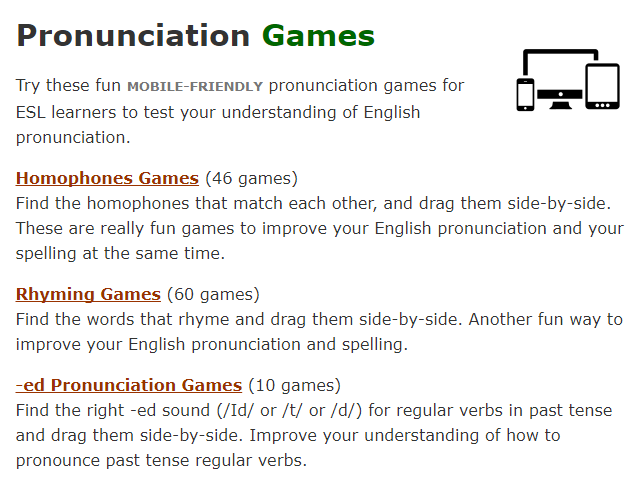 Pronunciation Games
Try these fun MOBILE-FRIENDLY pronunciation games for
ESL learners to test your understanding of English
pronunciation.
Homophones Games (46 games)
Find the homophones that match each other, and drag them side-by-side.
These are really fun games to improve your English pronunciation and your
spelling at the same time.
Rhyming Games (60 games)
Find the words that rhyme and drag them side-by-side. Another fun way to
improve your English pronunciation and spelling.
-ed Pronunciation Games (10 games)
Find the right -ed sound (/Id/ or /t/ or /d/) for regular verbs in past tense
and drag them side-by-side. Improve your understanding of how to
pronounce past tense regular verbs.